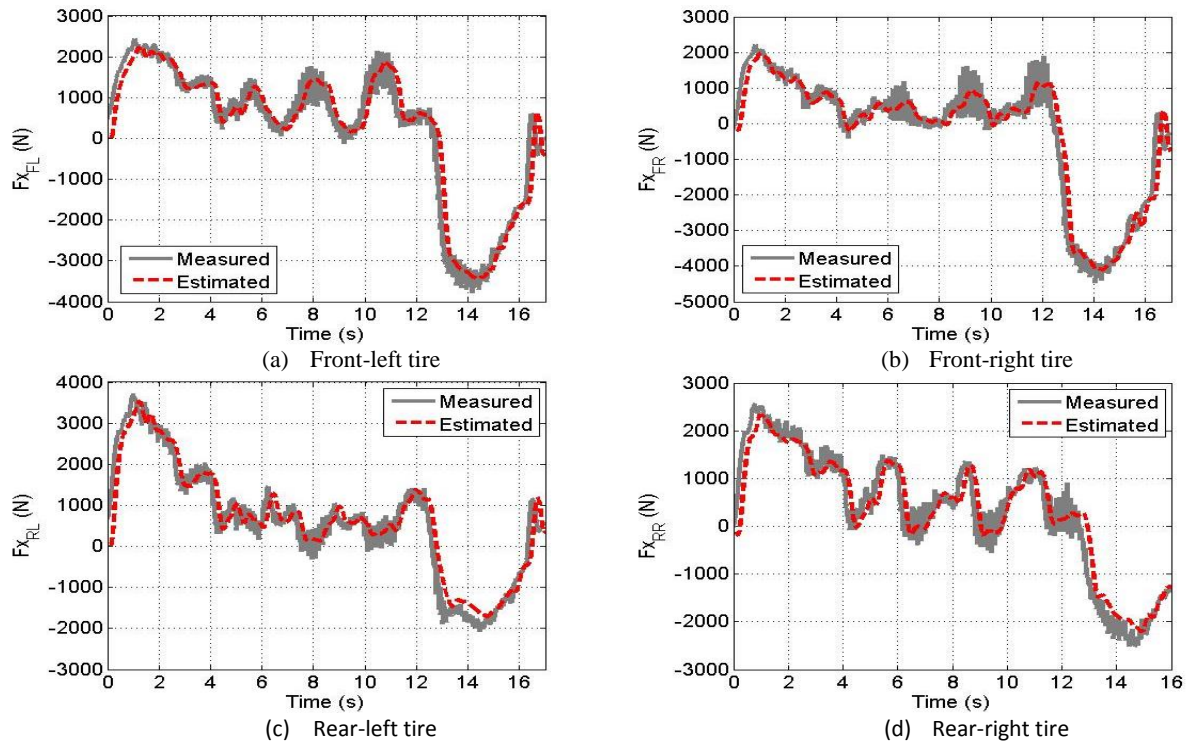 3000
2000
1000
0
-1000
-2000
-3000
-4000
Fx_FL (N)
Measured
Estimated
0 2 4 6 8 10 12 14 16
Time (s)
(a) Front-left tire
3000
2000
1000
0
-1000
-2000
-3000
-4000
-5000
Fx_FR (N)
Measured
Estimated
0 2 4 6 8 10 12 14 16
Time (s)
(b) Front-right tire
4000
3000
2000
1000
0
-1000
-2000
-3000
Fx_RL (N)
Measured
Estimated
0 2 4 6 8 10 12 14 16
Time (s)
(c) Rear-left tire
3000
2000
1000
0
-1000
-2000
-3000
Fx_RR (N)
Measured
Estimated
0 2 4 6 8 10 12 14 16
Time (s)
(d) Rear-right tire